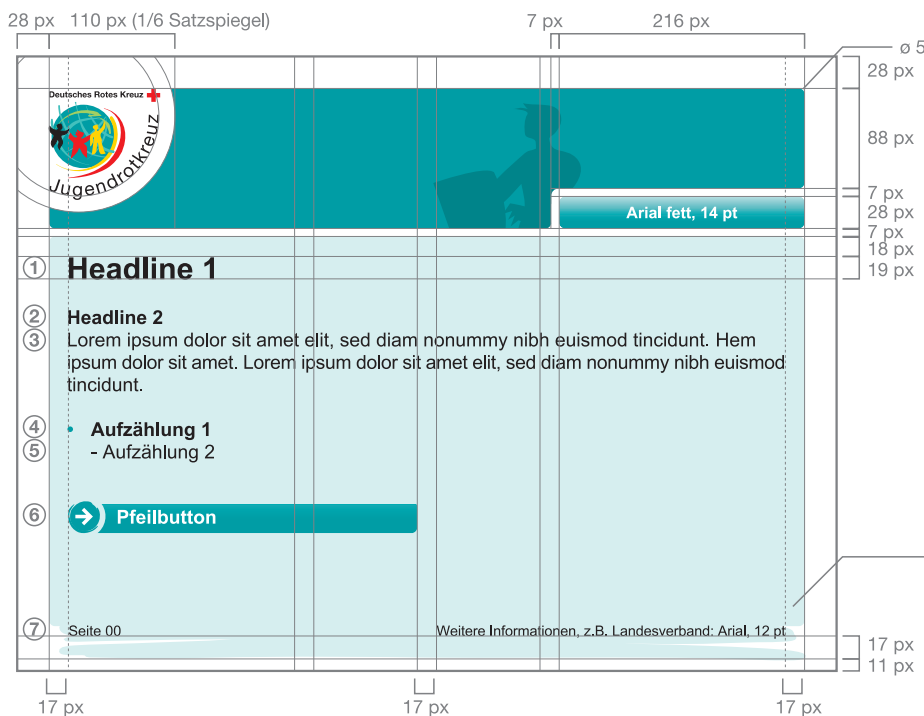 28 px 110 px (1/6 Satzspiegel) 7 px 216 px
ø 5
28 px
Deutsches Rotes Kreuz
Jugendrotkreuz
88 px
7 px
Arial fett, 14 pt 28 px
7 px
18 px
1 Headline 1 19 px
2 Headline 2
3 Lorem ipsum dolor sit amet elit, sed diam nonummy nibh euismod tincidunt. Hem
ipsum dolor sit amet. Lorem ipsum dolor sit amet elit, sed diam nonummy nibh euismod
tincidunt.
4 • Aufzählung 1
5 - Aufzählung 2
6 Pfeilbutton
7 Seite 00 Weitere Informationen, z.B. Landesverband: Arial, 12 pt
17 px
11 px
17 px 17 px 17 px